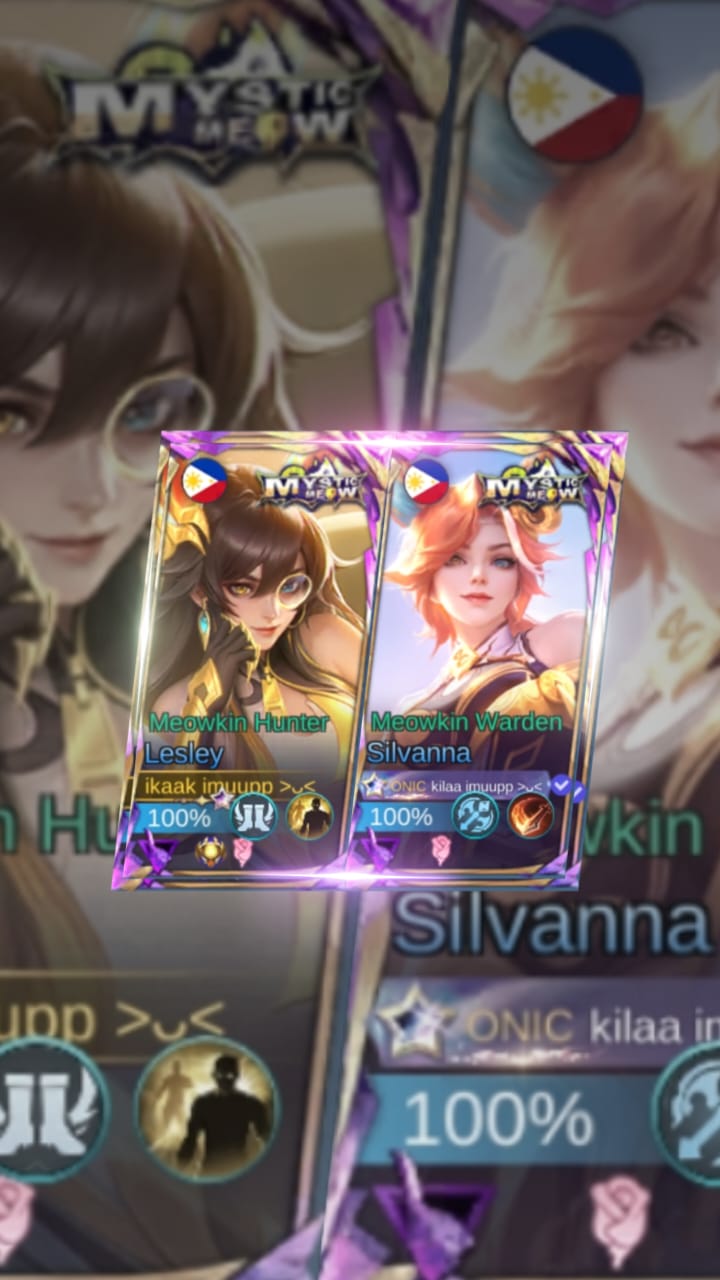 MYSTIC
MEOW
MYSTIC
MEOW
MYSTIC
MEOW
Meowkin Hunter
Meowkin Warden
Lesley
Silvanna
ikaak imuupp >ᴗ<
ONIC kilaa imuupp >ᴗ<
100%
100%
n Hu
wkin
Silvanna
upp >ᴗ<
ONIC kilaa im
100%